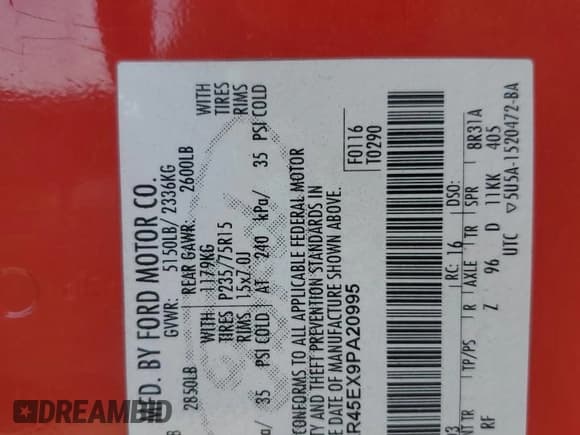 MFD. BY FORD MOTOR CO.
GVWR: 5150LB/ 2336KG
REAR GAWR: 2600LB
2850LB WITH 1179KG WITH
TIRES P235/75R15 TIRES
RIMS 15x7.0J RIMS
kPa/ 35 PSI COLD AT 240 kPa/ 35 PSI COLD
CONFORMS TO ALL APPLICABLE FEDERAL MOTOR
AND THEFT PREVENTION STANDARDS IN
DATE OF MANUFACTURE SHOWN ABOVE.
F0116
T0290
R45EX9PA20995
RC: 16 DSO:
TR TP/PS R AXLE TR SPR 8R31A
RF Z 96 D 11KK 405
UTC ▽5U5A-1520472-BA
DREAMBID